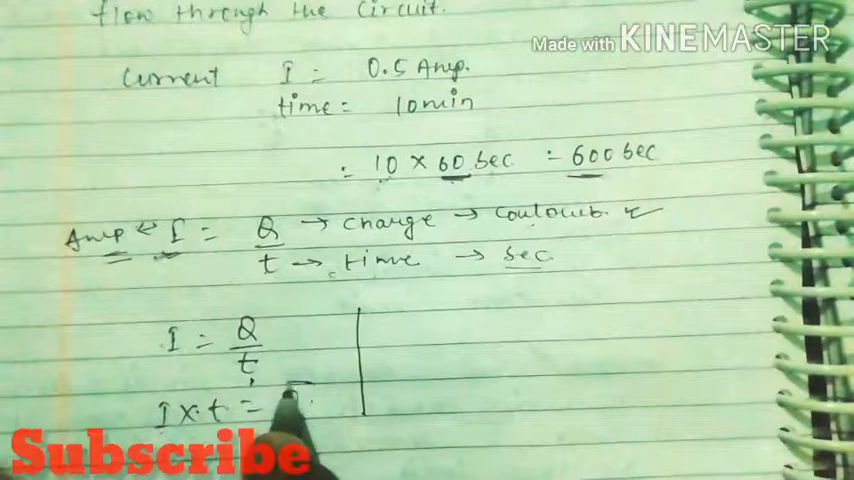 flow through the Circuit.
Made with KINEMASTER
Current I = 0.5 Amp.
time = 10 min
= 10 × 60 Sec = 600 Sec
Amp ← I = Q/t → Charge → Coulomb.
t → time → Sec
I = Q/t
I × t =
Subscribe